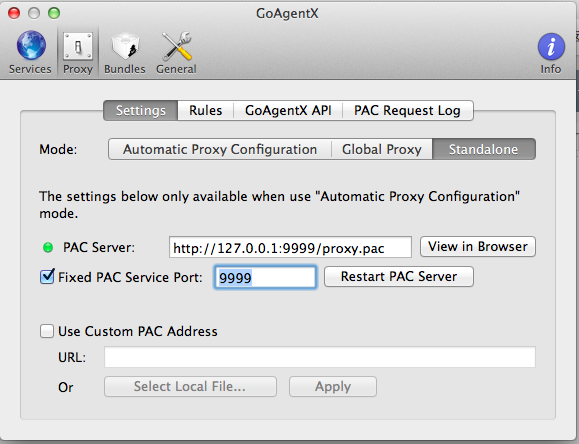 GoAgentX
Services Proxy Bundles General Info
Settings Rules GoAgentX API PAC Request Log
Mode: Automatic Proxy Configuration Global Proxy Standalone
The settings below only available when use "Automatic Proxy Configuration"
mode.
PAC Server: http://127.0.0.1:9999/proxy.pac View in Browser
Fixed PAC Service Port: 9999 Restart PAC Server
Use Custom PAC Address
URL:
Or Select Local File... Apply